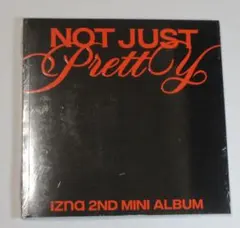 NOT JUST
Pretty
izna 2ND MINI ALBUM